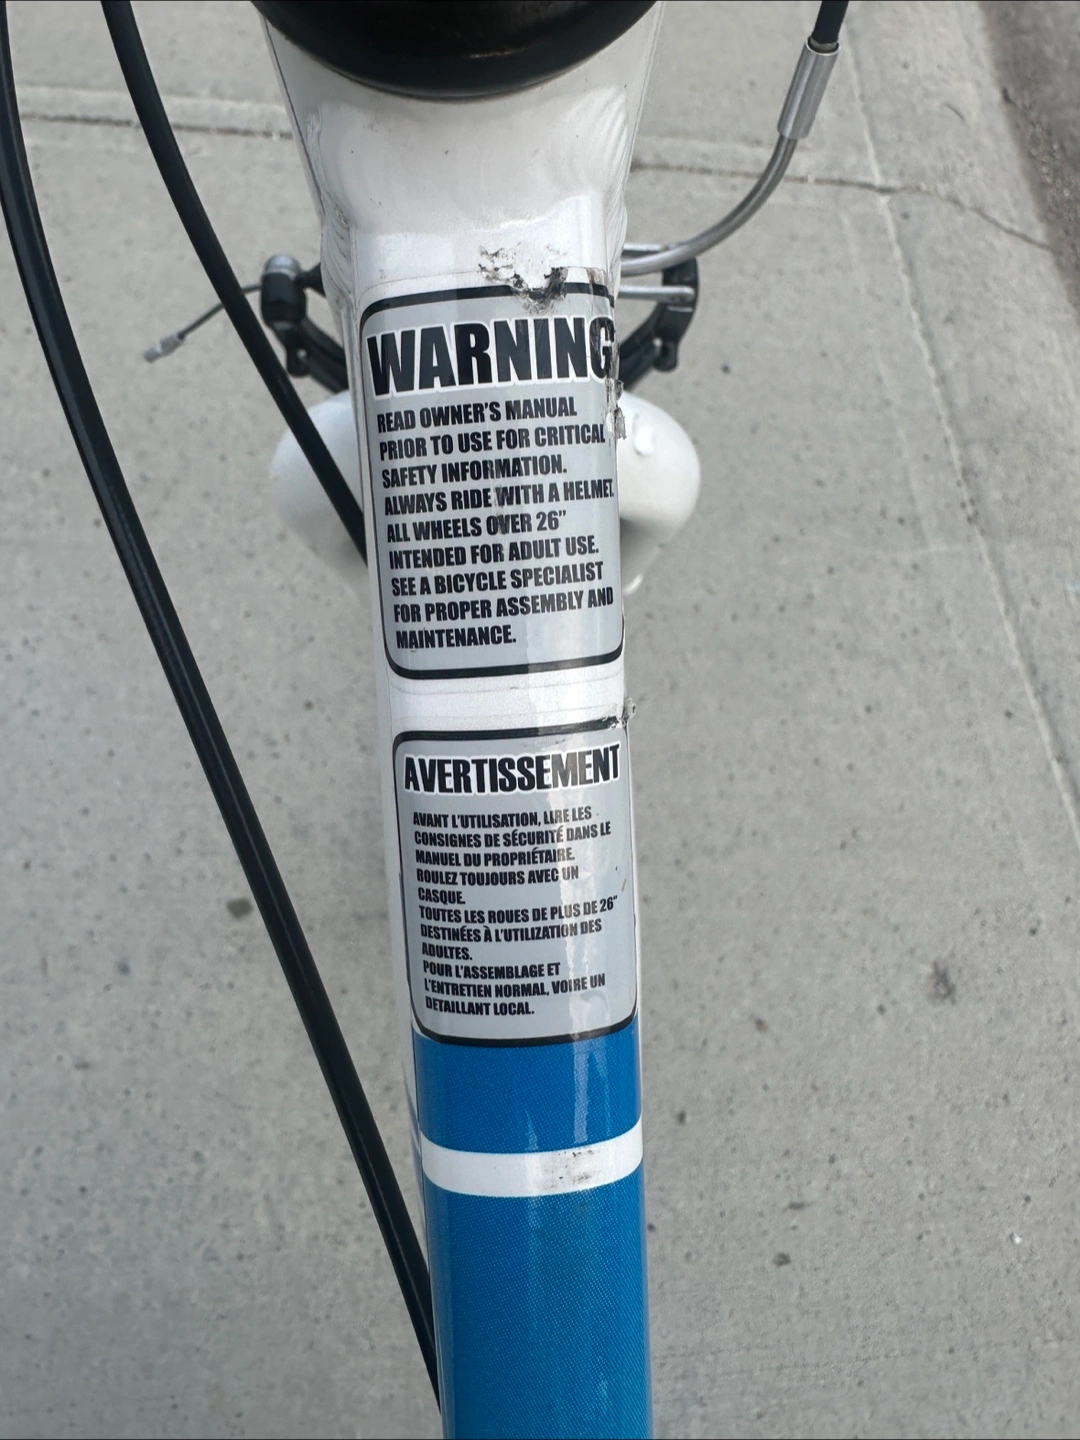 WARNING
READ OWNER'S MANUAL
PRIOR TO USE FOR CRITICAL
SAFETY INFORMATION.
ALWAYS RIDE WITH A HELMET.
ALL WHEELS OVER 26"
INTENDED FOR ADULT USE.
SEE A BICYCLE SPECIALIST
FOR PROPER ASSEMBLY AND
MAINTENANCE.
AVERTISSEMENT
AVANT L'UTILISATION, LIRE LES
CONSIGNES DE SÉCURITÉ DANS LE
MANUEL DU PROPRIÉTAIRE.
ROULEZ TOUJOURS AVEC UN
CASQUE.
TOUTES LES ROUES DE PLUS DE 26"
DESTINÉES À L'UTILIZATION DES
ADULTES.
POUR L'ASSEMBLAGE ET
L'ENTRETIEN NORMAL, VOIRE UN
DETAILLANT LOCAL.